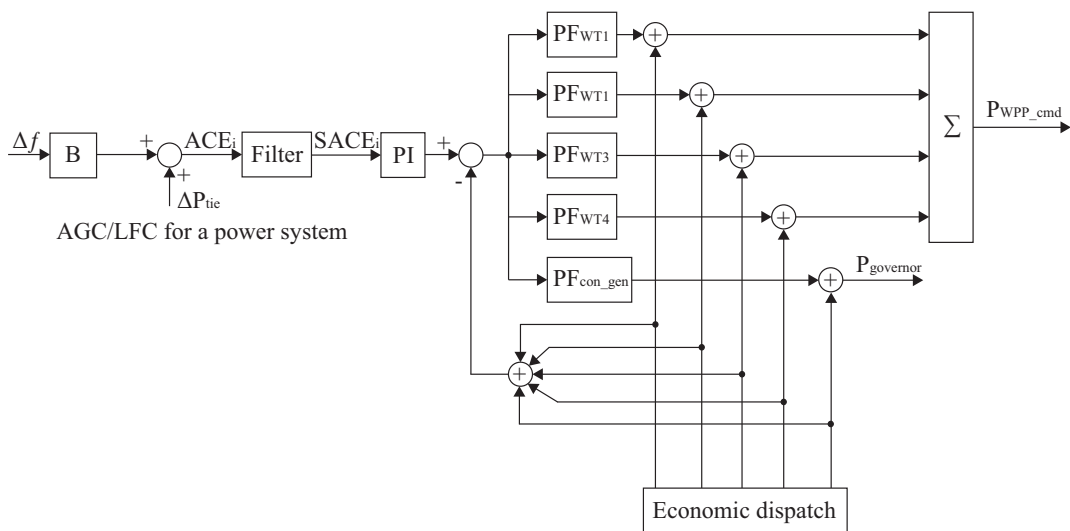 PFWT1
+
PFWT1
+
Δf
B
+
ACEi
+
Filter
SACEi
PI
+
-
PFWT3
+
∑
PWPP_cmd
ΔPtie
AGC/LFC for a power system
PFWT4
+
PFcon_gen
+
Pgovernor
+
Economic dispatch